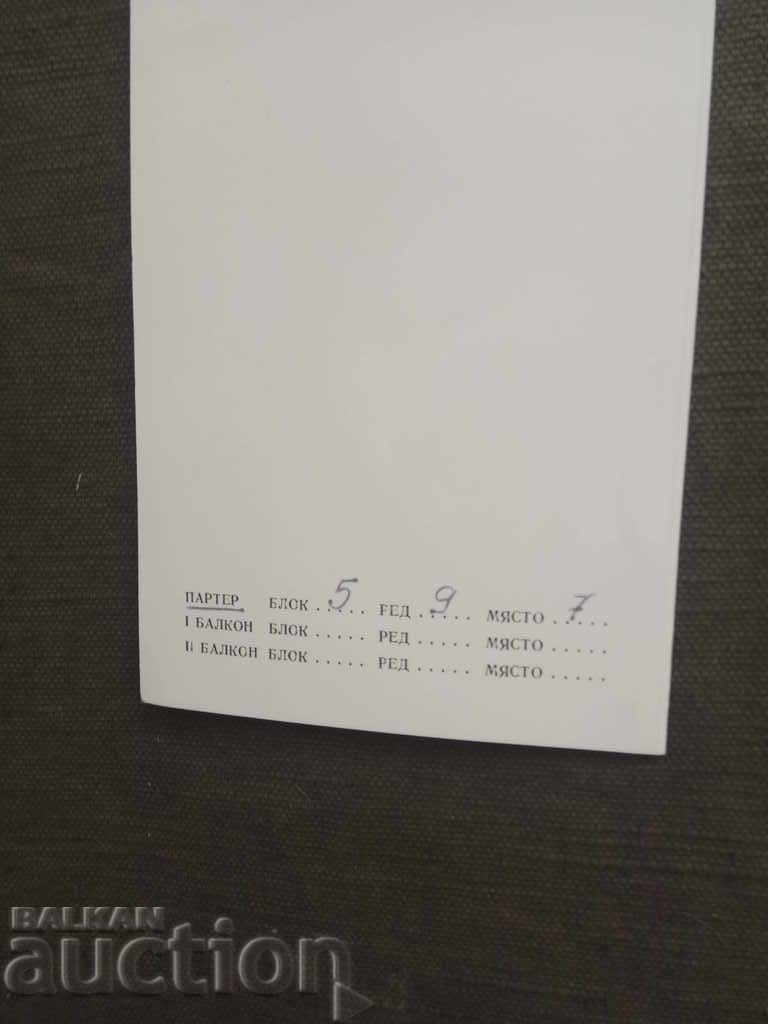 ПАРТЕР БЛОК . 5 . . . РЕД . 9 . . . МЯСТО . 7 . . .
I БАЛКОН БЛОК . . . . . РЕД . . . . . МЯСТО . . . . .
II БАЛКОН БЛОК . . . . . РЕД . . . . . МЯСТО . . . . .
BALKAN
auction